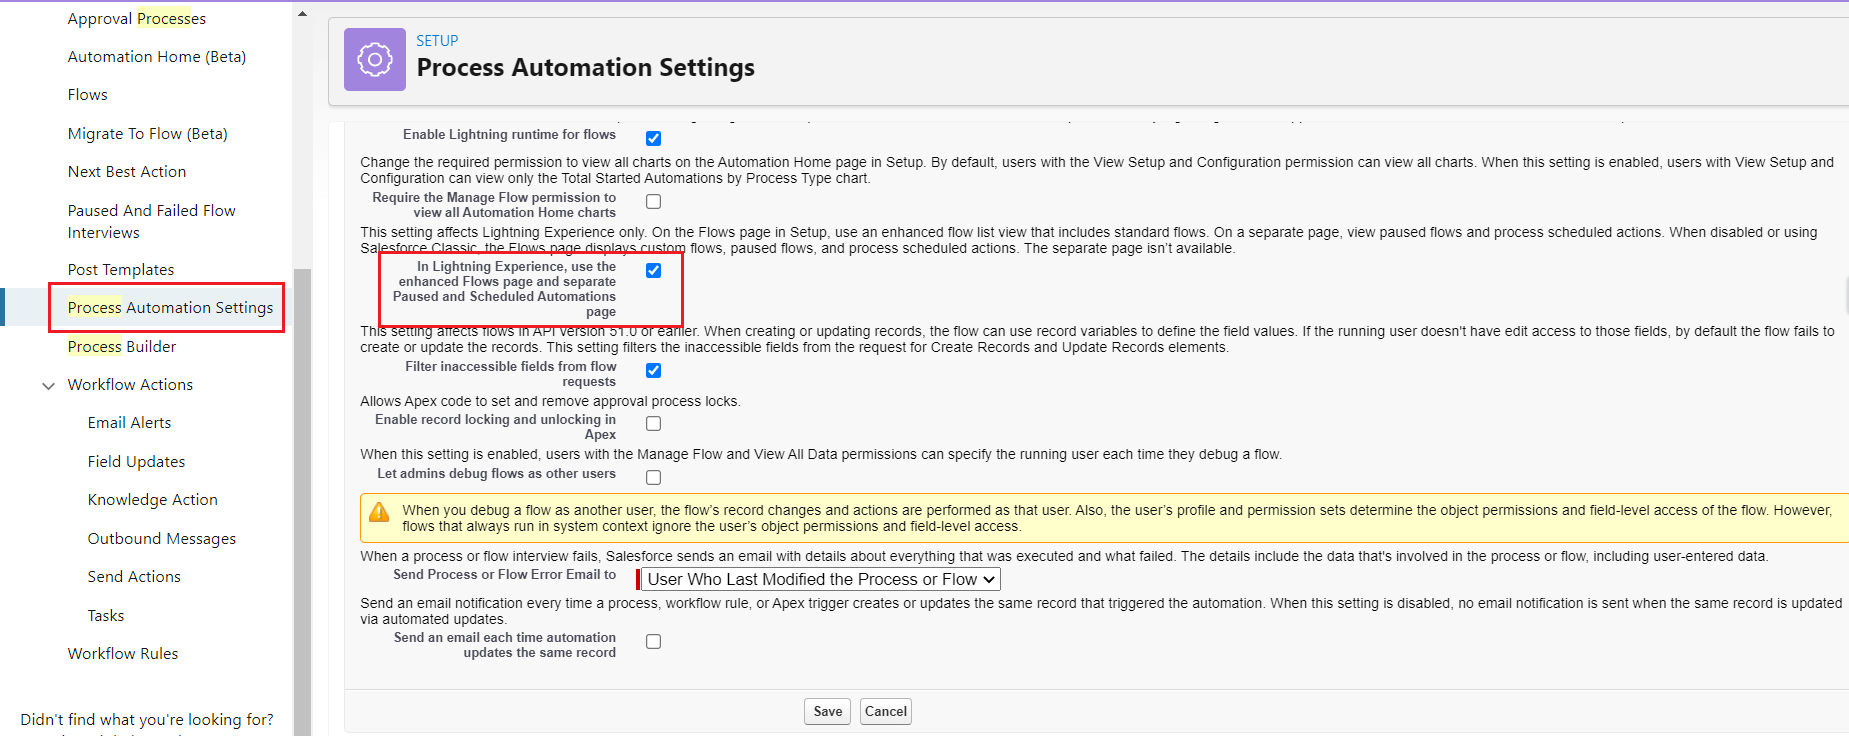 Approval Processes
Automation Home (Beta)
Flows
Migrate To Flow (Beta)
Next Best Action
Paused And Failed Flow
Interviews
Post Templates
Process Automation Settings
Process Builder
Workflow Actions
Email Alerts
Field Updates
Knowledge Action
Outbound Messages
Send Actions
Tasks
Workflow Rules
Didn't find what you're looking for?
SETUP
Process Automation Settings
Enable Lightning runtime for flows
Change the required permission to view all charts on the Automation Home page in Setup. By default, users with the View Setup and Configuration permission can view all charts. When this setting is enabled, users with View Setup and
Configuration can view only the Total Started Automations by Process Type chart.
Require the Manage Flow permission to
view all Automation Home charts
This setting affects Lightning Experience only. On the Flows page in Setup, use an enhanced flow list view that includes standard flows. On a separate page, view paused flows and process scheduled actions. When disabled or using
Salesforce Classic, the Flows page displays custom flows, paused flows, and process scheduled actions. The separate page isn't available.
In Lightning Experience, use the
enhanced Flows page and separate
Paused and Scheduled Automations
page
This setting affects flows in API Version 51.0 or earlier. When creating or updating records, the flow can use record variables to define the field values. If the running user doesn't have edit access to those fields, by default the flow fails to
create or update the records. This setting filters the inaccessible fields from the request for Create Records and Update Records elements.
Filter inaccessible fields from flow
requests
Allows Apex code to set and remove approval process locks.
Enable record locking and unlocking in
Apex
When this setting is enabled, users with the Manage Flow and View All Data permissions can specify the running user each time they debug a flow.
Let admins debug flows as other users
When you debug a flow as another user, the flow's record changes and actions are performed as that user. Also, the user's profile and permission sets determine the object permissions and field-level access of the flow. However,
flows that always run in system context ignore the user's object permissions and field-level access.
When a process or flow interview fails, Salesforce sends an email with details about everything that was executed and what failed. The details include the data that's involved in the process or flow, including user-entered data.
Send Process or Flow Error Email to
User Who Last Modified the Process or Flow
Send an email notification every time a process, workflow rule, or Apex trigger creates or updates the same record that triggered the automation. When this setting is disabled, no email notification is sent when the same record is updated
via automated updates.
Send an email each time automation
updates the same record
Save
Cancel